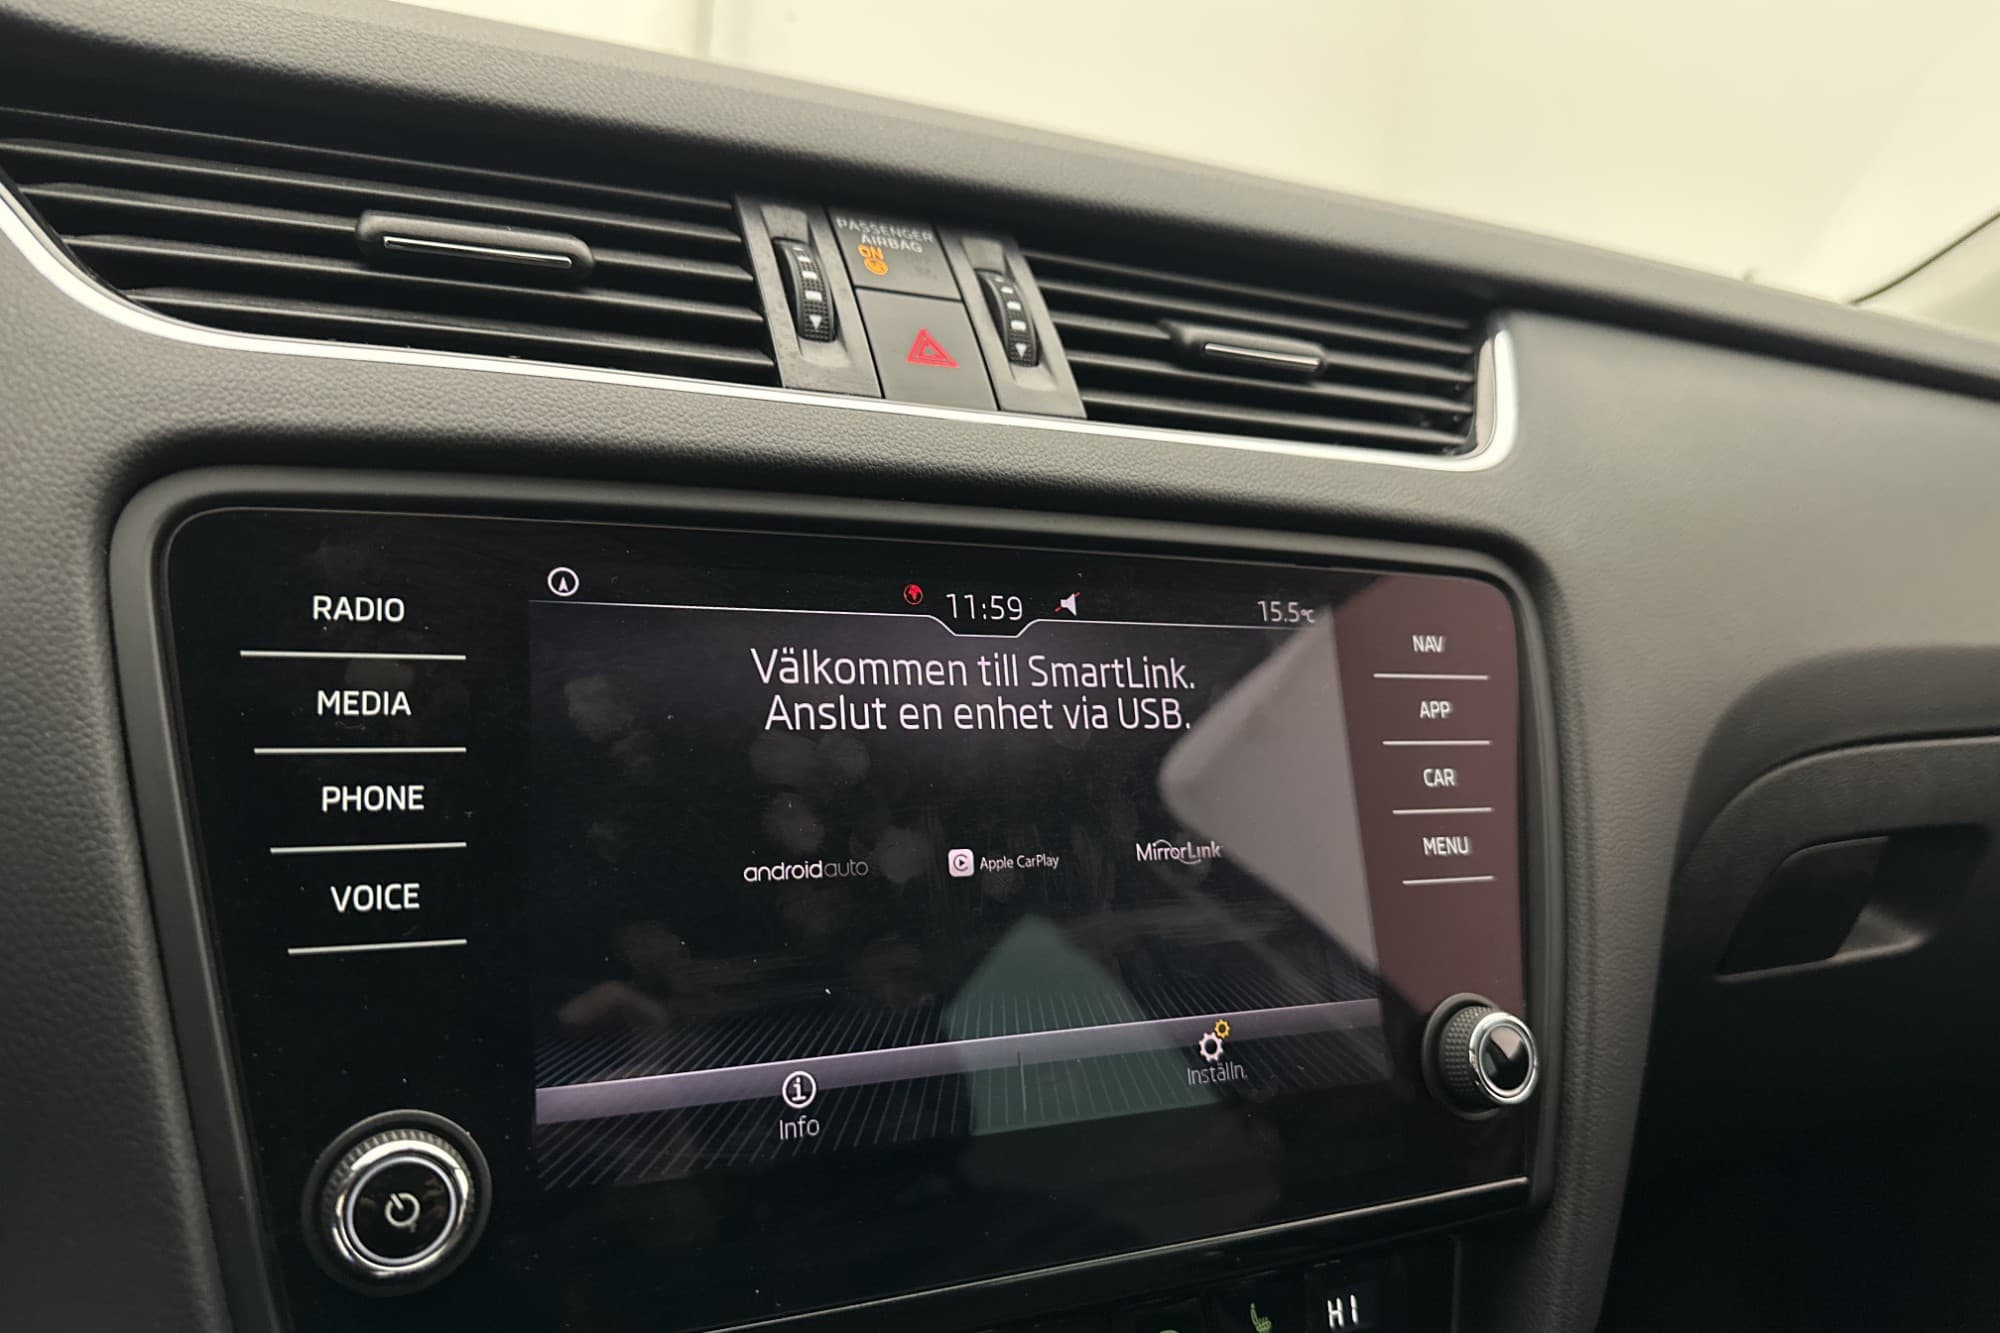 PASSENGER
AIRBAG
ON
RADIO
MEDIA
PHONE
VOICE
11:59
15.5°C
Välkommen till SmartLink.
Anslut en enhet via USB.
androidauto
Apple CarPlay
MirrorLink
Info
Inställn.
NAV
APP
CAR
MENU
HI